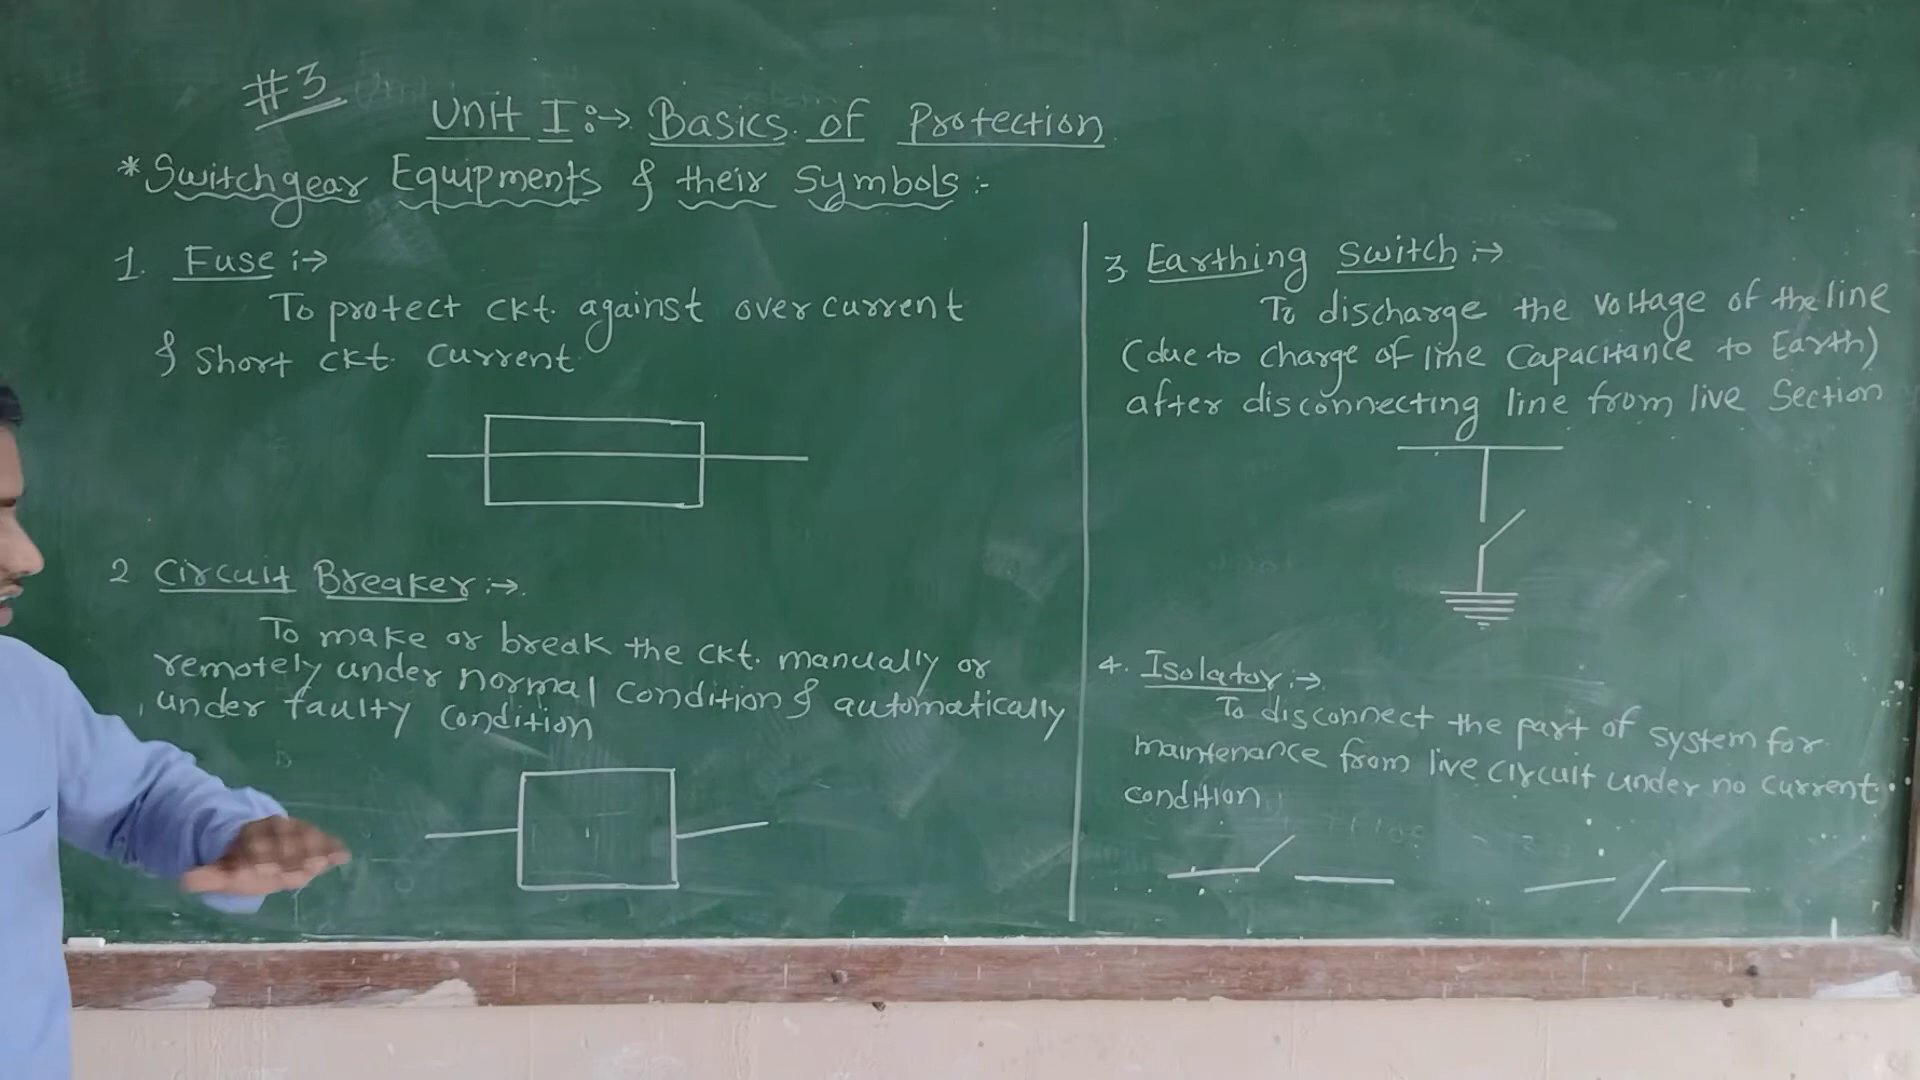 #3
Unit I :→ Basics of Protection
* Switchgear Equipments & their Symbols :-
1. Fuse :→
To protect ckt. against over current
& Short ckt. Current
2 Circuit Breaker :→
To make or break the ckt. manually or
remotely under normal condition & automatically
under faulty condition
3. Earthing Switch :→
To discharge the voltage of the line
(due to charge of line Capacitance to Earth)
after disconnecting line from live Section
4. Isolator :→
To disconnect the part of system for
maintenance from live circuit under no current
condition